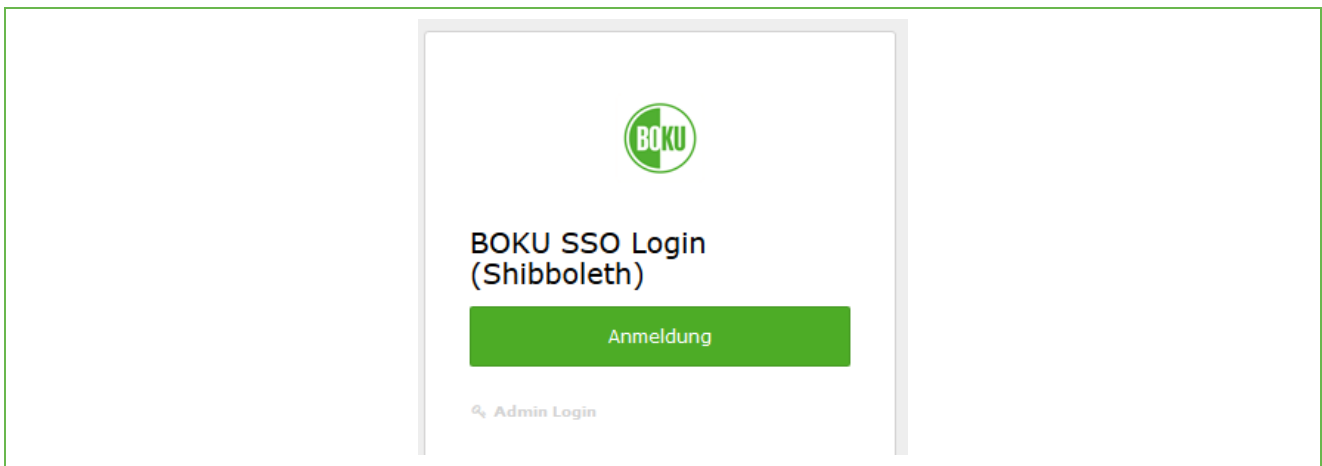 BOKU
BOKU SSO Login
(Shibboleth)
Anmeldung
Admin Login